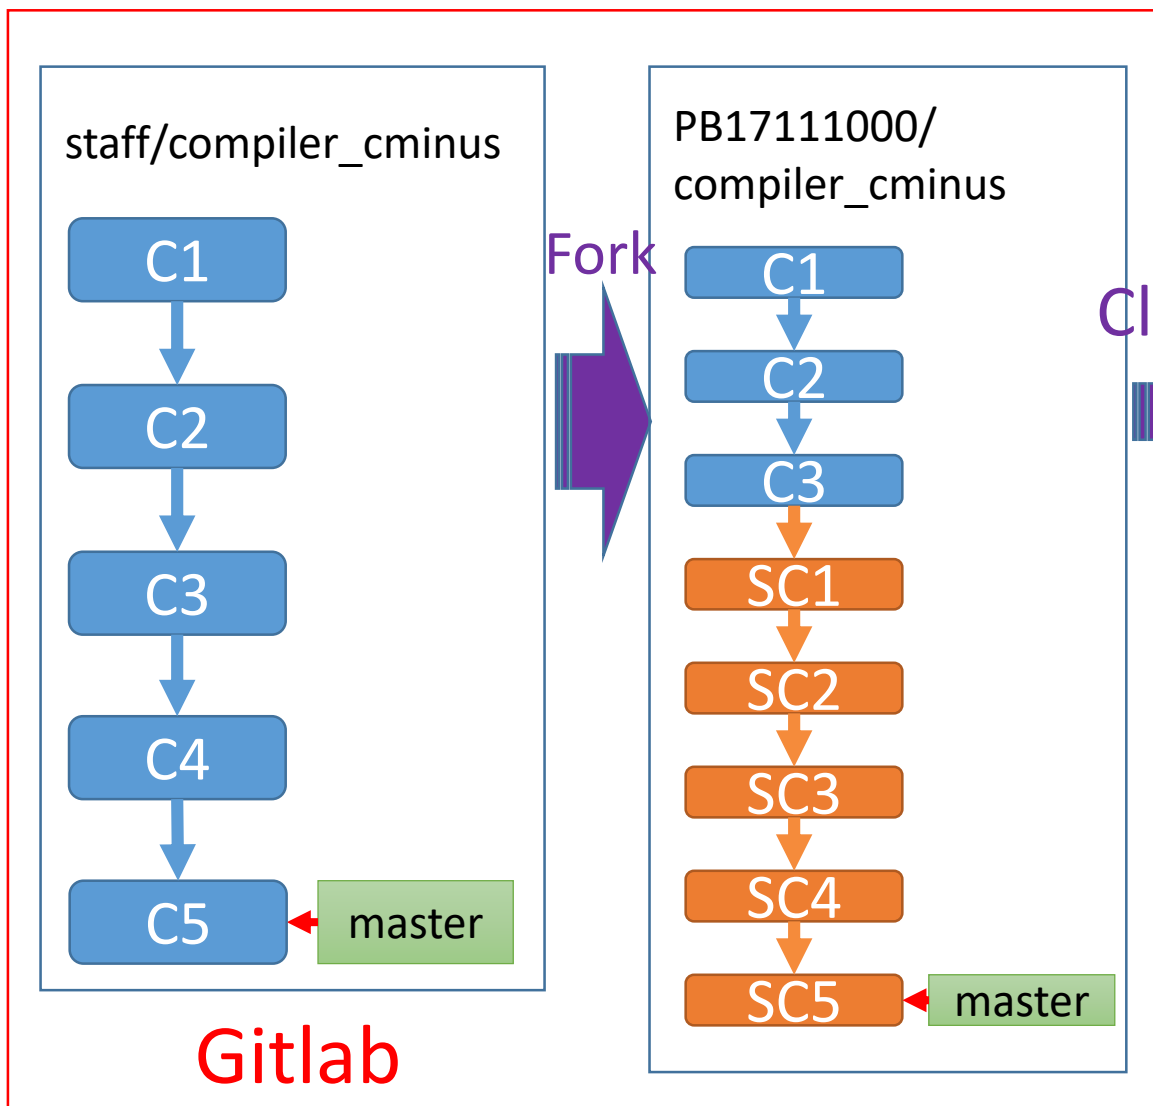 staff/compiler_cminus
C1
C2
C3
C4
C5
master
Gitlab
Fork
PB17111000/
compiler_cminus
C1
C2
C3
SC1
SC2
SC3
SC4
SC5
master
Cl